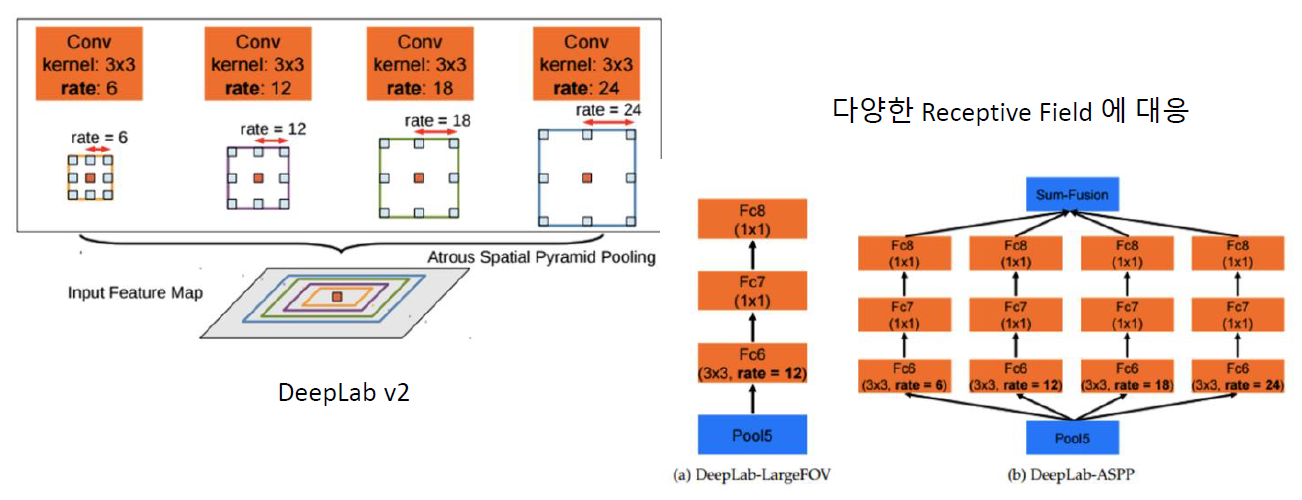 Conv
kernel: 3x3
rate: 6
Conv
kernel: 3x3
rate: 12
Conv
kernel: 3x3
rate: 18
Conv
kernel: 3x3
rate: 24
rate = 6
rate = 12
rate = 18
rate = 24
Atrous Spatial Pyramid Pooling
Input Feature Map
DeepLab v2
다양한 Receptive Field 에 대응
Fc8
(1x1)
Fc7
(1x1)
Fc6
(3x3, rate = 12)
Pool5
(a) DeepLab-LargeFOV
Sum-Fusion
Fc8
(1x1)
Fc8
(1x1)
Fc8
(1x1)
Fc8
(1x1)
Fc7
(1x1)
Fc7
(1x1)
Fc7
(1x1)
Fc7
(1x1)
Fc6
(3x3, rate = 6)
Fc6
(3x3, rate = 12)
Fc6
(3x3, rate = 18)
Fc6
(3x3, rate = 24)
Pool5
(b) DeepLab-ASPP